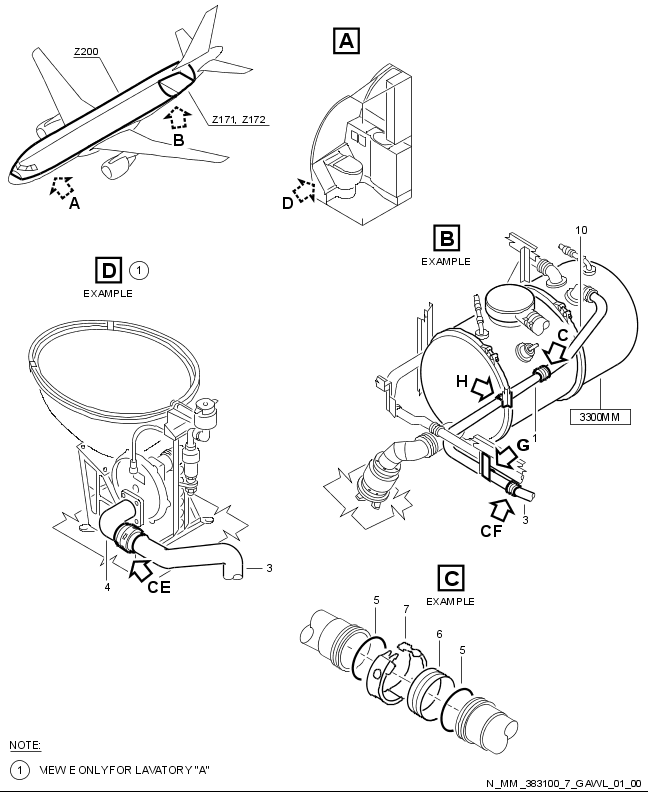 A
Z200
Z171, Z172
B
A
D
B
EXAMPLE
10
D 1
EXAMPLE
C
H
3300MM
1
G
3
CF
3
4
CE
C
EXAMPLE
5
7
6
5
NOTE:
1 VIEW E ONLY FOR LAVATORY "A"
N_MM_383100_7_GAWL_01_00